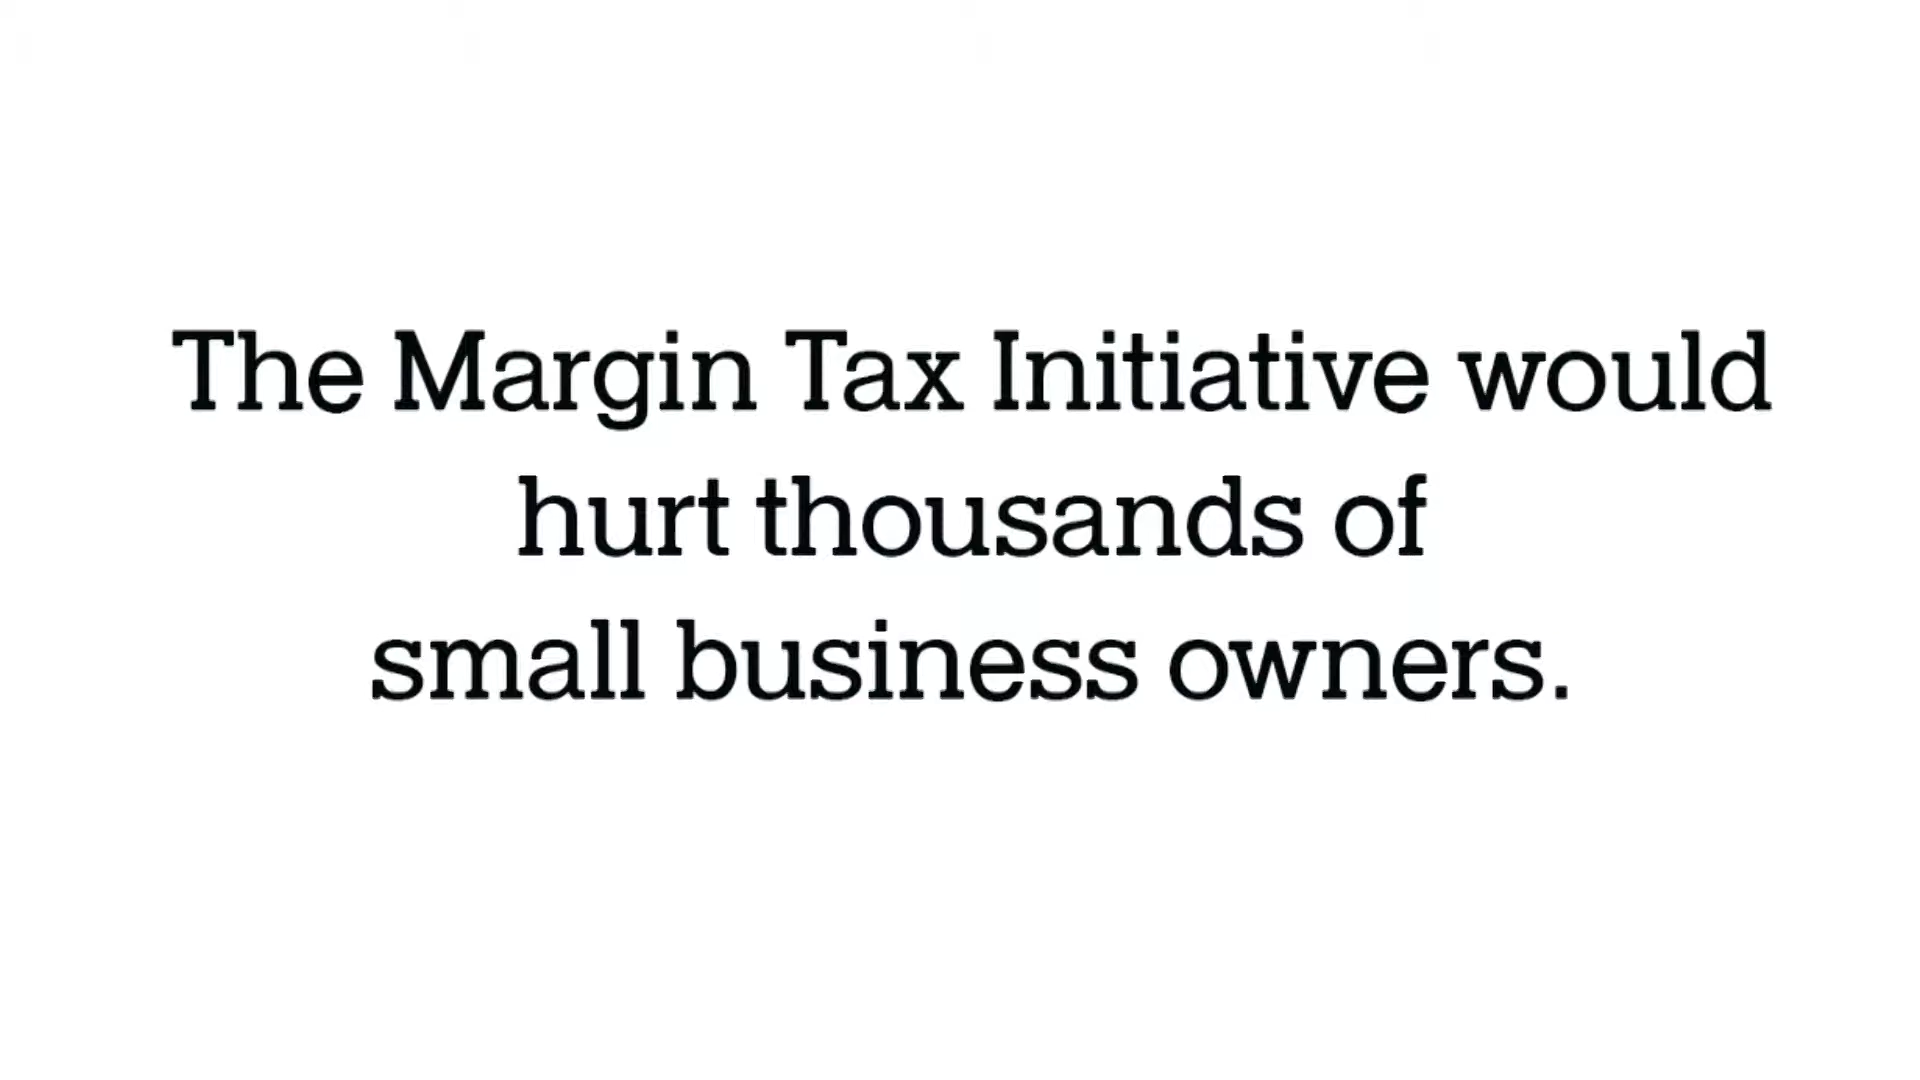 The Margin Tax Initiative would
hurt thousands of
small business owners.